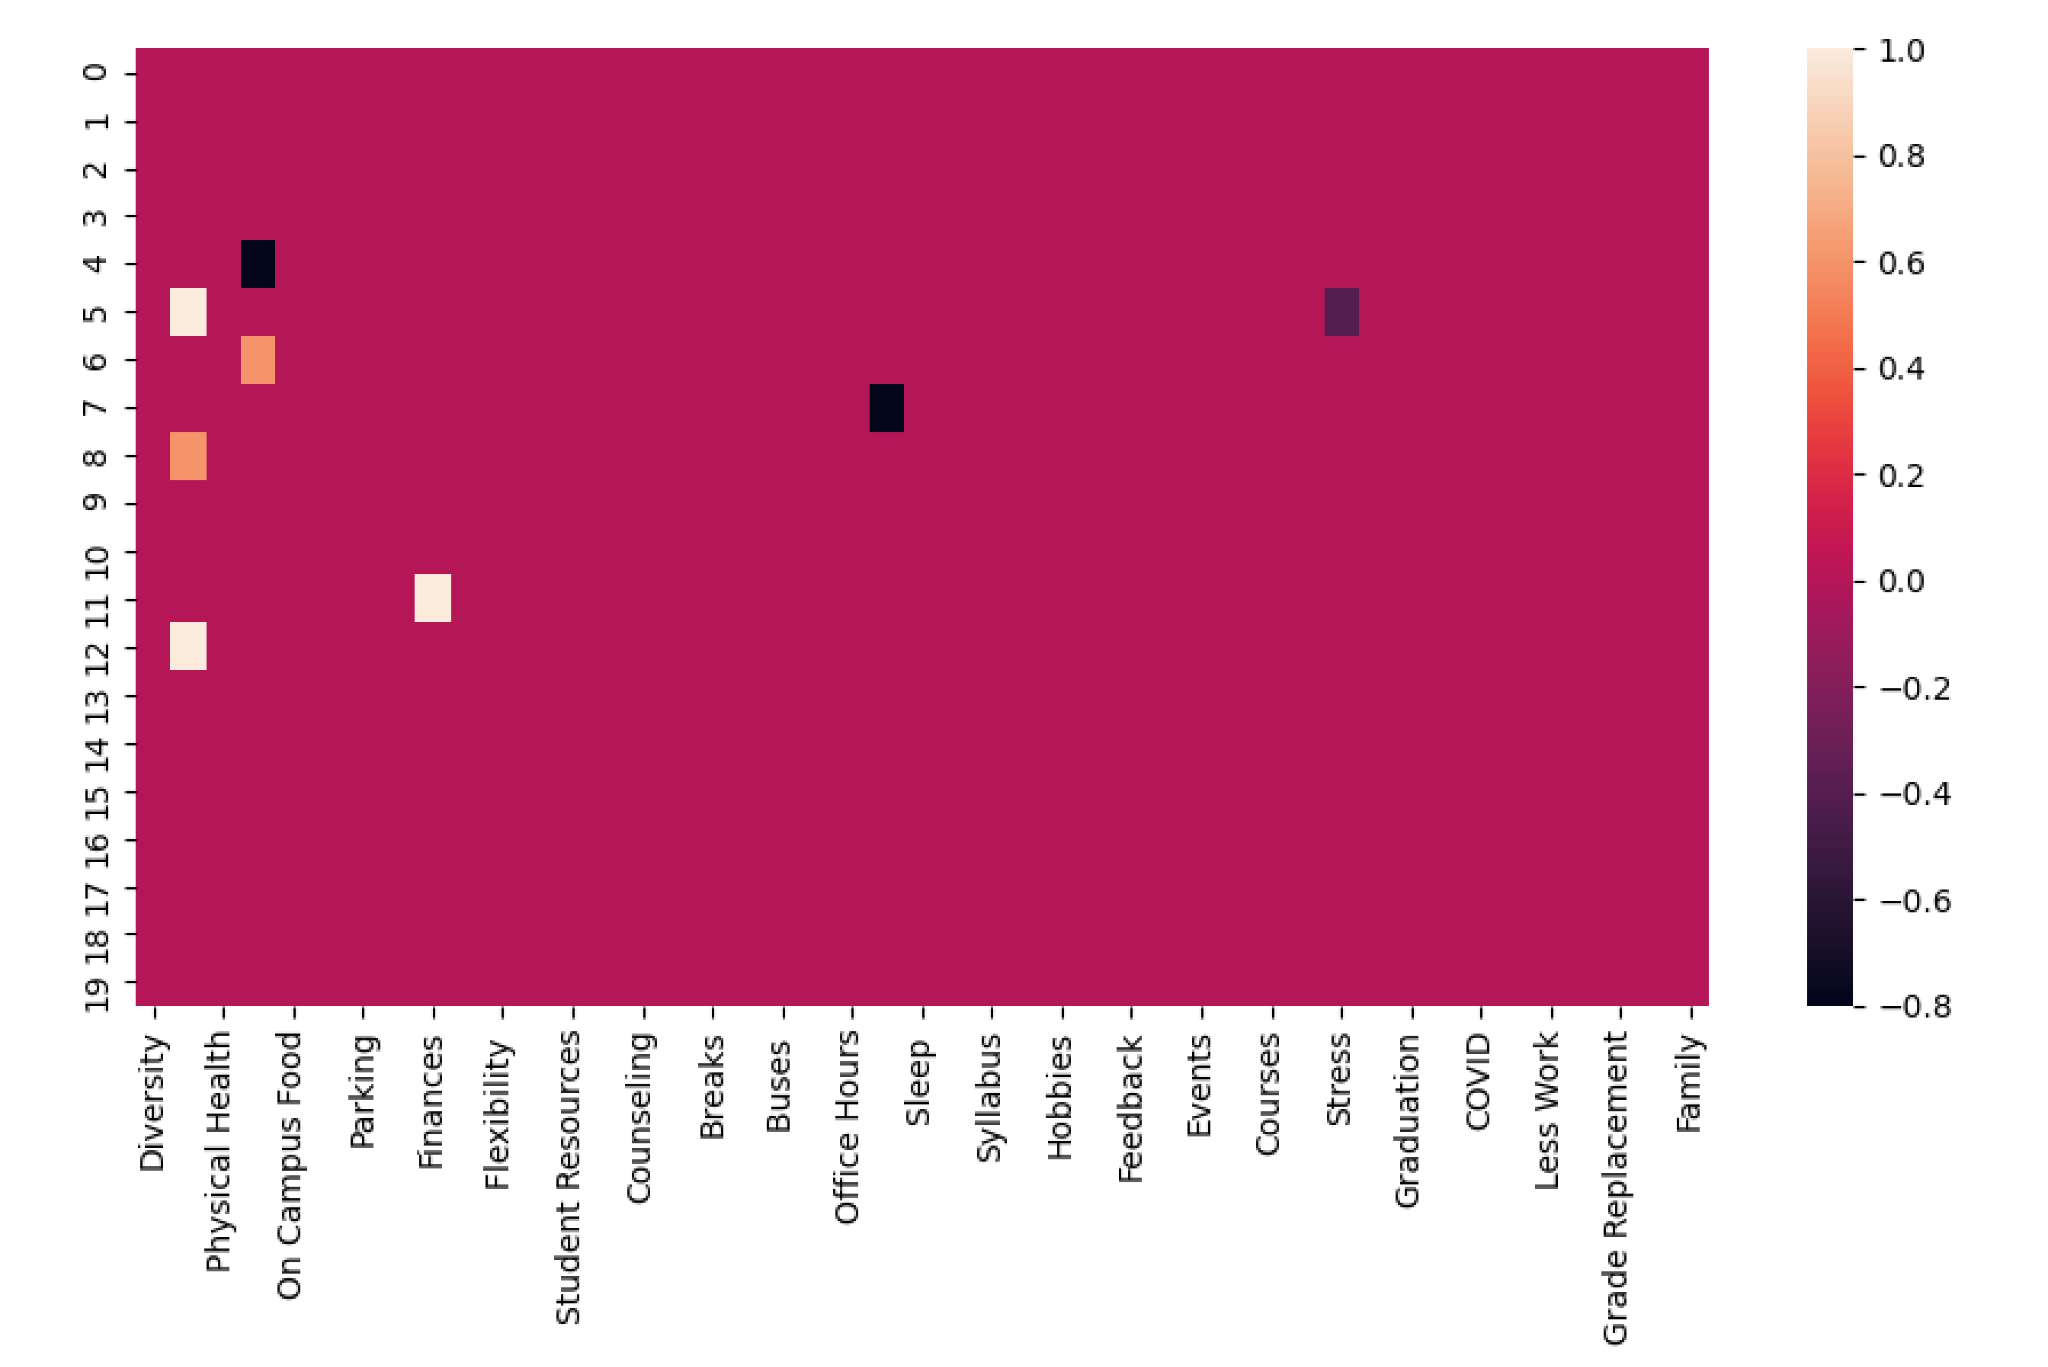 0
1
2
3
4
5
6
7
8
9
10
11
12
13
14
15
16
17
18
19
Diversity
Physical Health
On Campus Food
Parking
Finances
Flexibility
Student Resources
Counseling
Breaks
Buses
Office Hours
Sleep
Syllabus
Hobbies
Feedback
Events
Courses
Stress
Graduation
COVID
Less Work
Grade Replacement
Family
1.0
0.8
0.6
0.4
0.2
0.0
−0.2
−0.4
−0.6
−0.8